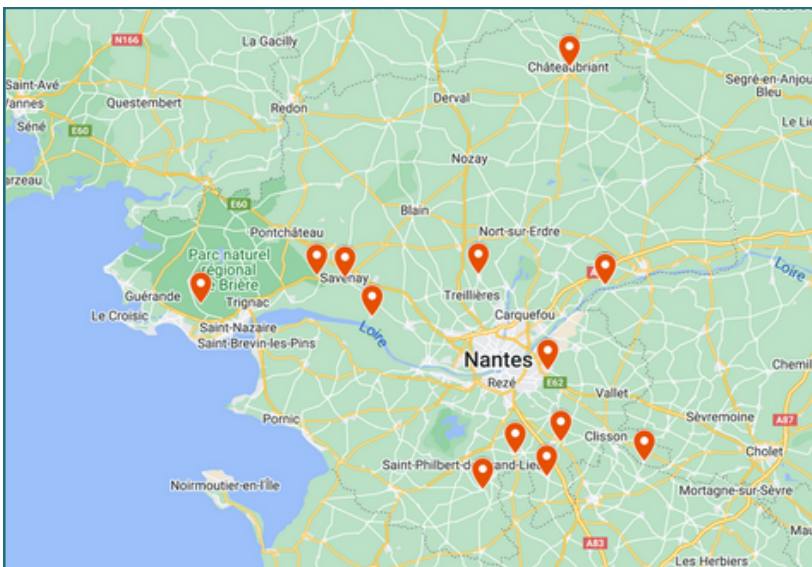 N166
La Gacilly
Châteaubriant
Saint-Avé
Vannes
Questembert
Redon
Derval
Segré-en-Anjou
Bleu
Séné
E60
Le Li
arzeau
Nozay
E60
Blain
Pontchâteau
Nort-sur-Erdre
Parc naturel
régional
Brière
Savenay
Loire
Guérande
Trignac
Treillières
Le Croisic
Carquefou
Saint-Nazaire
Saint-Brevin-les-Pins
Loire
Nantes
Rezé
E62
Chemill
Vallet
Pornic
Sèvremoine
A87
Clisson
Cholet
Saint-Philbert-d
and-Lieu
Noirmoutier-en-l'Île
Mortagne-sur-Sèvre
Mau
A83
Les Herbiers